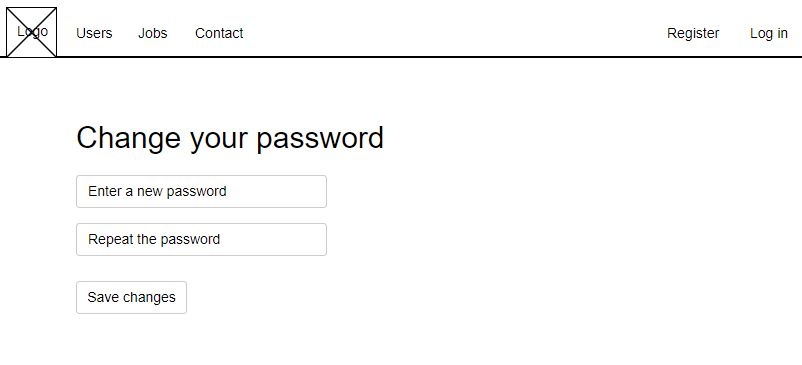 Logo Users Jobs Contact Register Log in
Change your password
Enter a new password
Repeat the password
Save changes